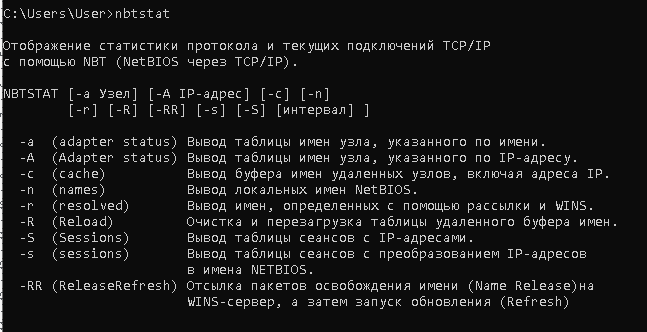 C:\Users\User>nbtstat
Отображение статистики протокола и текущих подключений TCP/IP
с помощью NBT (NetBIOS через TCP/IP).
NBTSTAT [-a Узел] [-A IP-адрес] [-c] [-n]
[-r] [-R] [-RR] [-s] [-S] [интервал] ]
-a (adapter status) Вывод таблицы имен узла, указанного по имени.
-A (Adapter status) Вывод таблицы имен узла, указанного по IP-адресу.
-c (cache) Вывод буфера имен удаленных узлов, включая адреса IP.
-n (names) Вывод локальных имен NetBIOS.
-r (resolved) Вывод имен, определенных с помощью рассылки и WINS.
-R (Reload) Очистка и перезагрузка таблицы удаленного буфера имен.
-S (Sessions) Вывод таблицы сеансов с IP-адресами.
-s (sessions) Вывод таблицы сеансов с преобразованием IP-адресов
в имена NETBIOS.
-RR (ReleaseRefresh) Отсылка пакетов освобождения имени (Name Release)на
WINS-сервер, а затем запуск обновления (Refresh)